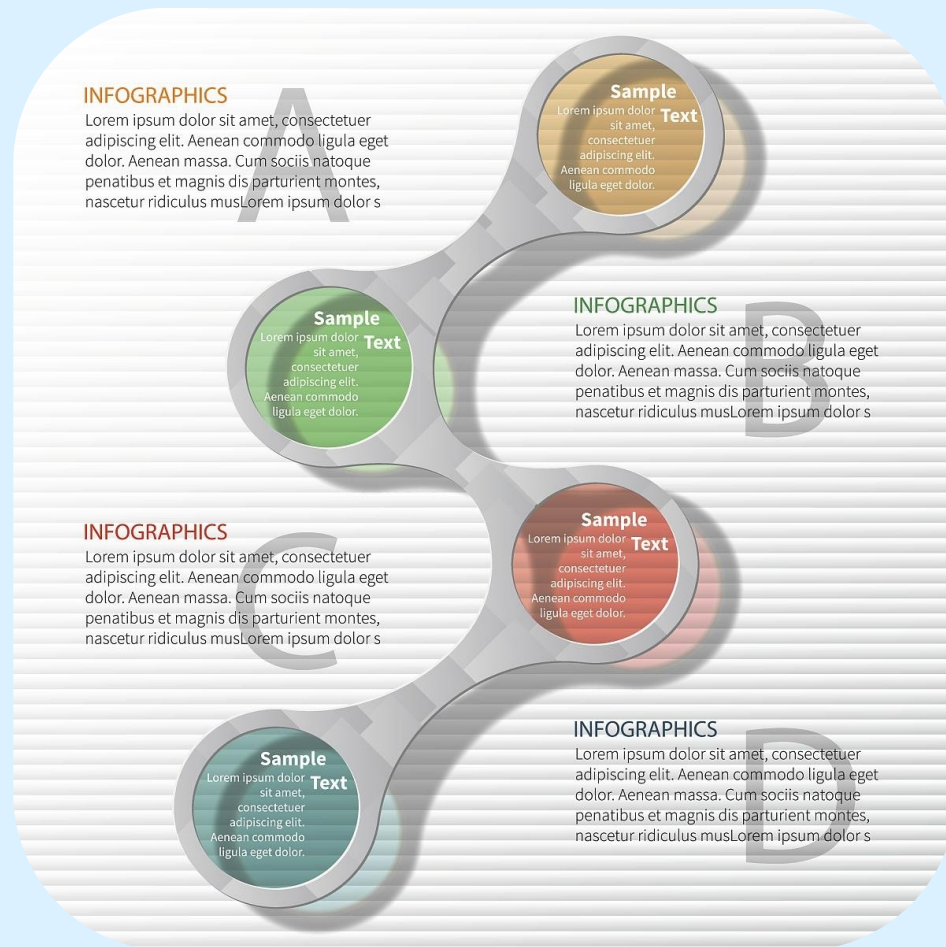 INFOGRAPHICS
A
Lorem ipsum dolor sit amet, consectetuer
adipiscing elit. Aenean commodo ligula eget
dolor. Aenean massa. Cum sociis natoque
penatibus et magnis dis parturient montes,
nascetur ridiculus musLorem ipsum dolor s
Sample
Text
Lorem ipsum dolor
sit amet,
consectetuer
adipiscing elit.
Aenean commodo
ligula eget dolor.
Sample
Text
Lorem ipsum dolor
sit amet,
consectetuer
adipiscing elit.
Aenean commodo
ligula eget dolor.
INFOGRAPHICS
B
Lorem ipsum dolor sit amet, consectetuer
adipiscing elit. Aenean commodo ligula eget
dolor. Aenean massa. Cum sociis natoque
penatibus et magnis dis parturient montes,
nascetur ridiculus musLorem ipsum dolor s
INFOGRAPHICS
C
Lorem ipsum dolor sit amet, consectetuer
adipiscing elit. Aenean commodo ligula eget
dolor. Aenean massa. Cum sociis natoque
penatibus et magnis dis parturient montes,
nascetur ridiculus musLorem ipsum dolor s
Sample
Text
Lorem ipsum dolor
sit amet,
consectetuer
adipiscing elit.
Aenean commodo
ligula eget dolor.
Sample
Text
Lorem ipsum dolor
sit amet,
consectetuer
adipiscing elit.
Aenean commodo
ligula eget dolor.
INFOGRAPHICS
D
Lorem ipsum dolor sit amet, consectetuer
adipiscing elit. Aenean commodo ligula eget
dolor. Aenean massa. Cum sociis natoque
penatibus et magnis dis parturient montes,
nascetur ridiculus musLorem ipsum dolor s